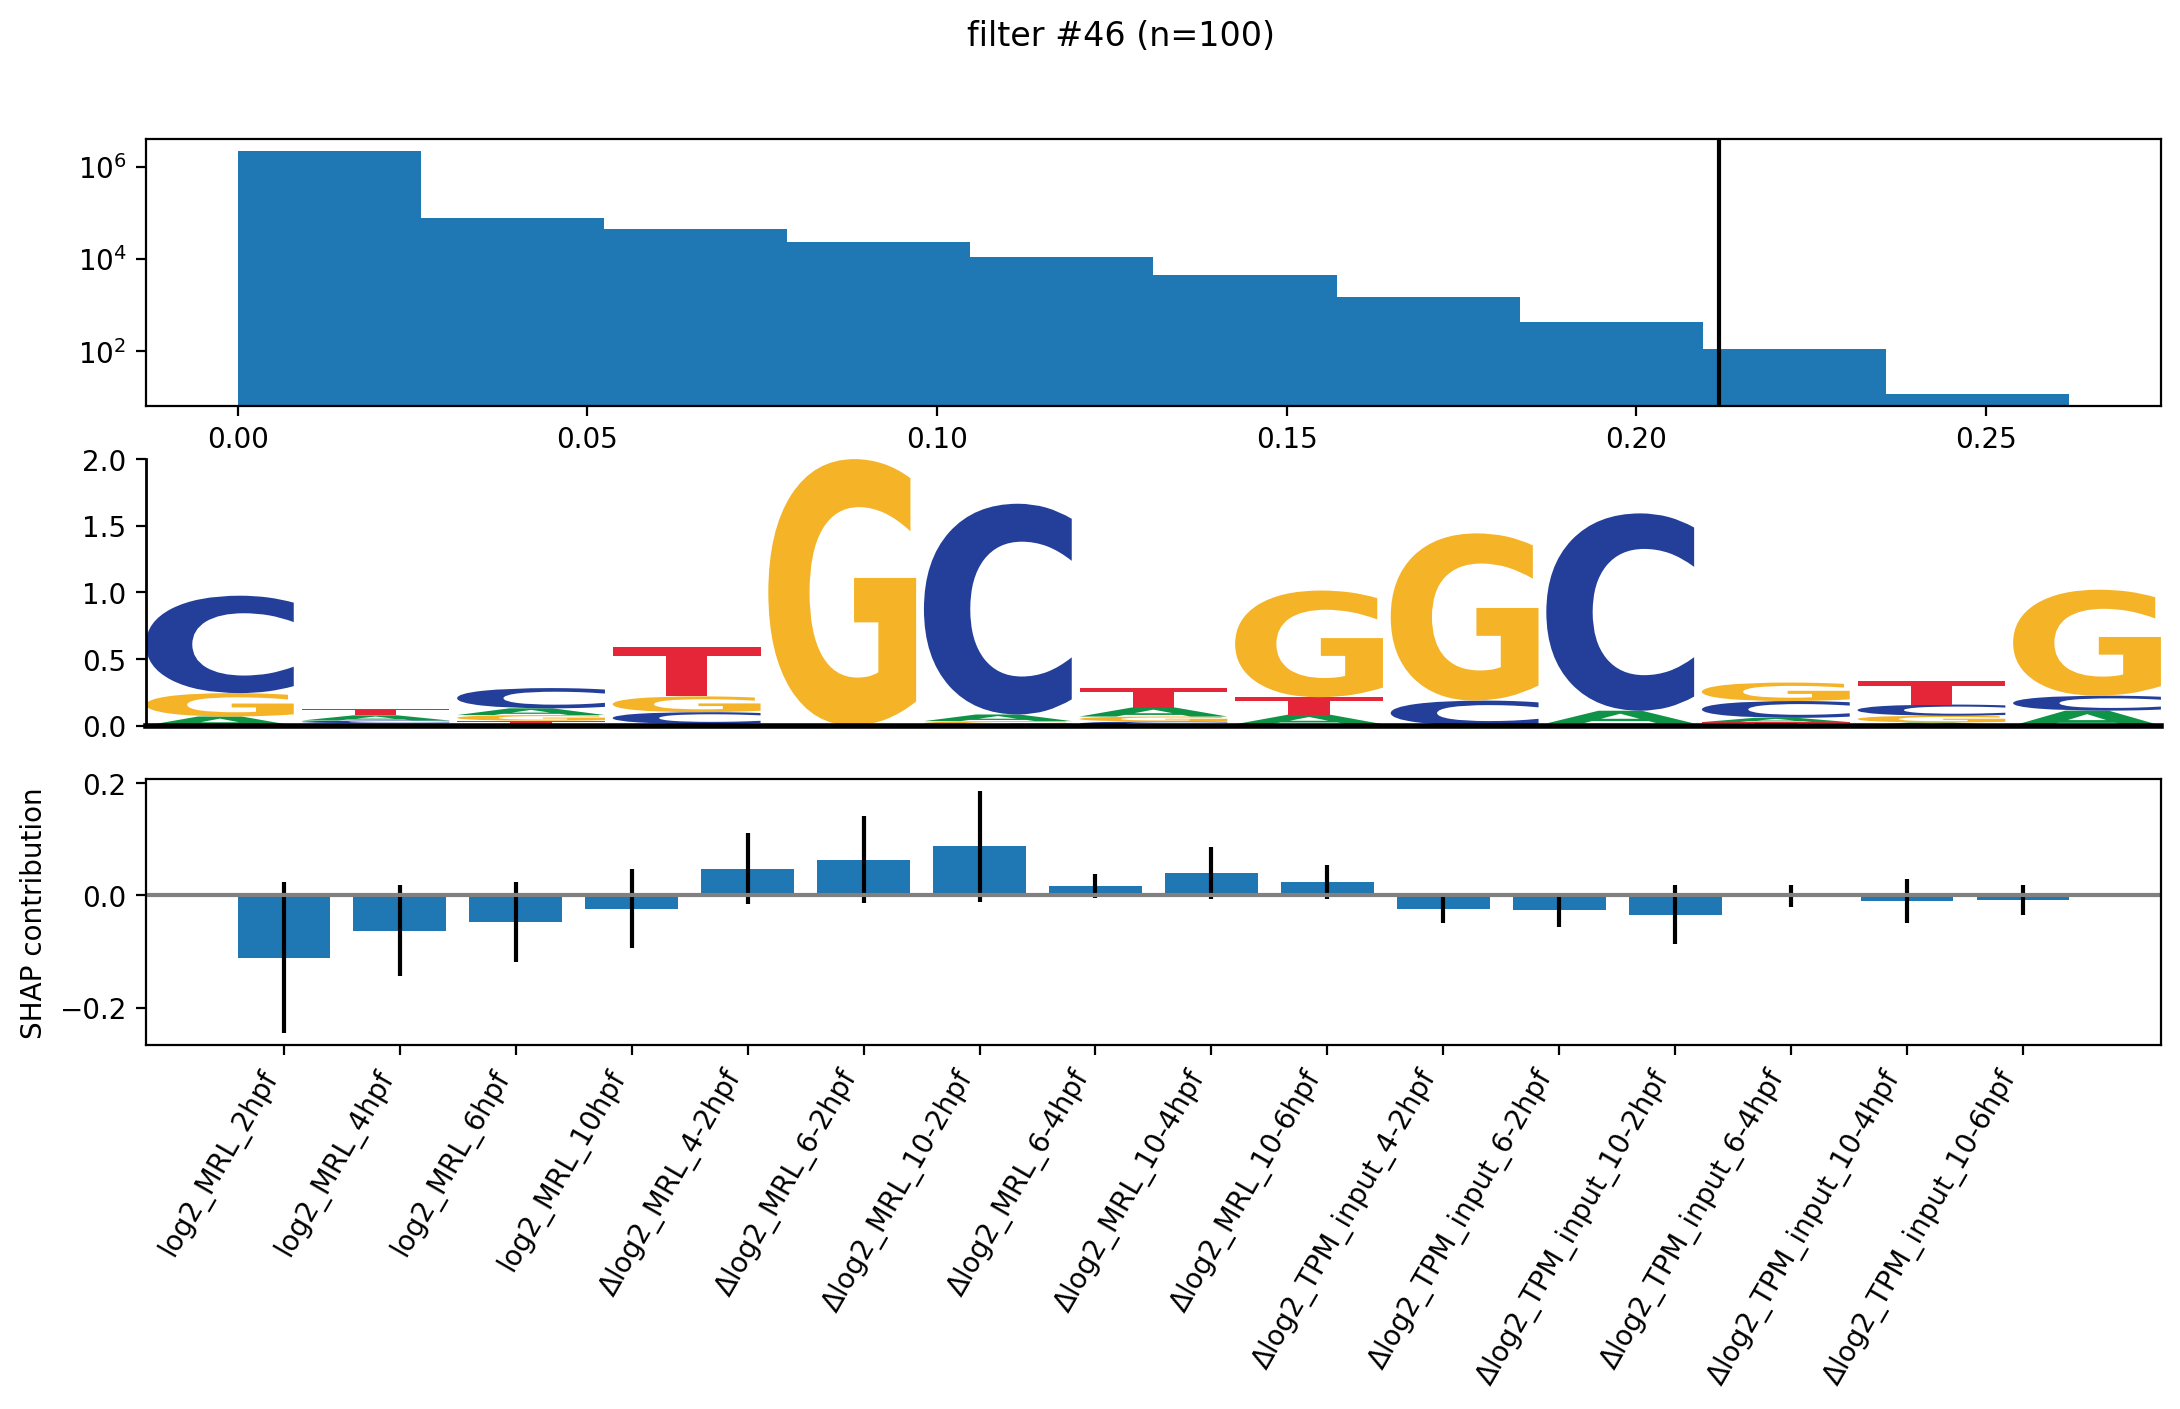 filter #46 (n=100)
10^6
10^4
10^2
0.00 0.05 0.10 0.15 0.20 0.25
2.0
1.5
1.0
0.5
0.0
SHAP contribution
0.2
0.0
−0.2
log2_MRL_2hpf
log2_MRL_4hpf
log2_MRL_6hpf
log2_MRL_10hpf
Δlog2_MRL_4-2hpf
Δlog2_MRL_6-2hpf
Δlog2_MRL_10-2hpf
Δlog2_MRL_6-4hpf
Δlog2_MRL_10-4hpf
Δlog2_MRL_10-6hpf
Δlog2_TPM_input_4-2hpf
Δlog2_TPM_input_6-2hpf
Δlog2_TPM_input_10-2hpf
Δlog2_TPM_input_6-4hpf
Δlog2_TPM_input_10-4hpf
Δlog2_TPM_input_10-6hpf